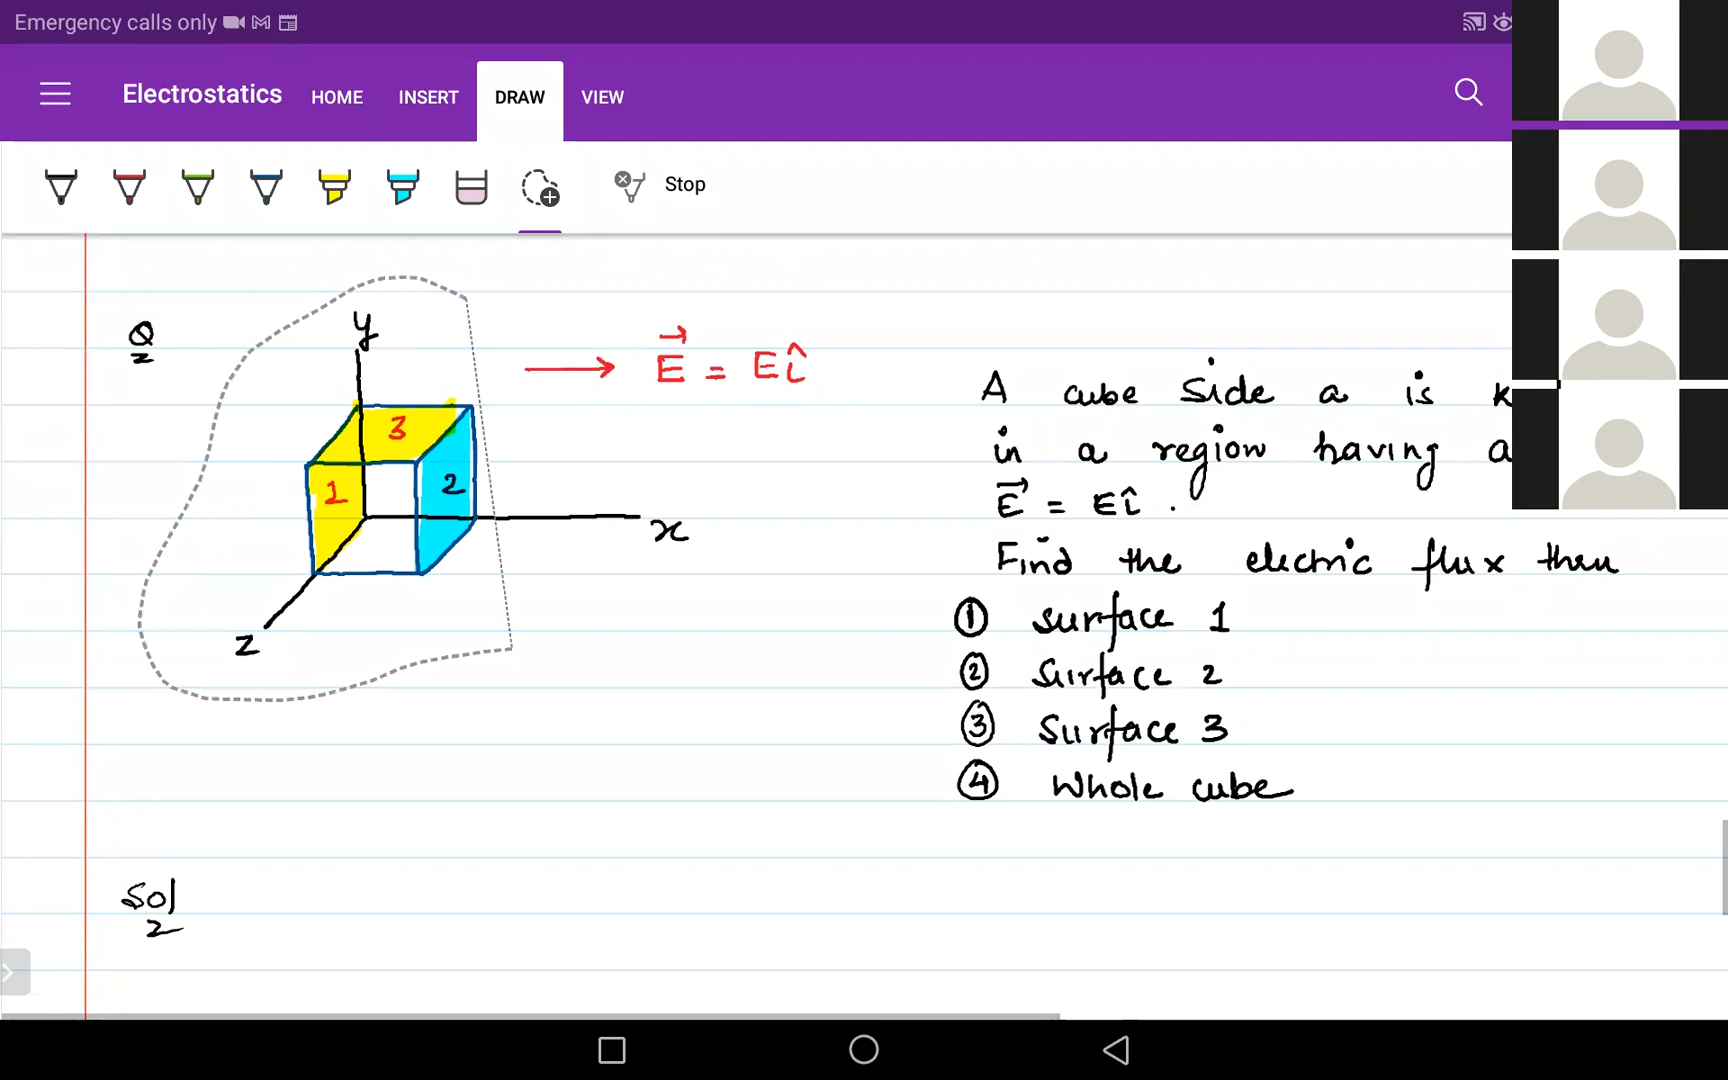 Emergency calls only
Electrostatics HOME INSERT DRAW VIEW
Stop
Q
y
E = Eî
3
1
2
x
z
A cube side a is
in a region having a
E = Eî .
Find the electric flux thru
① surface 1
② surface 2
③ surface 3
④ Whole cube
Sol